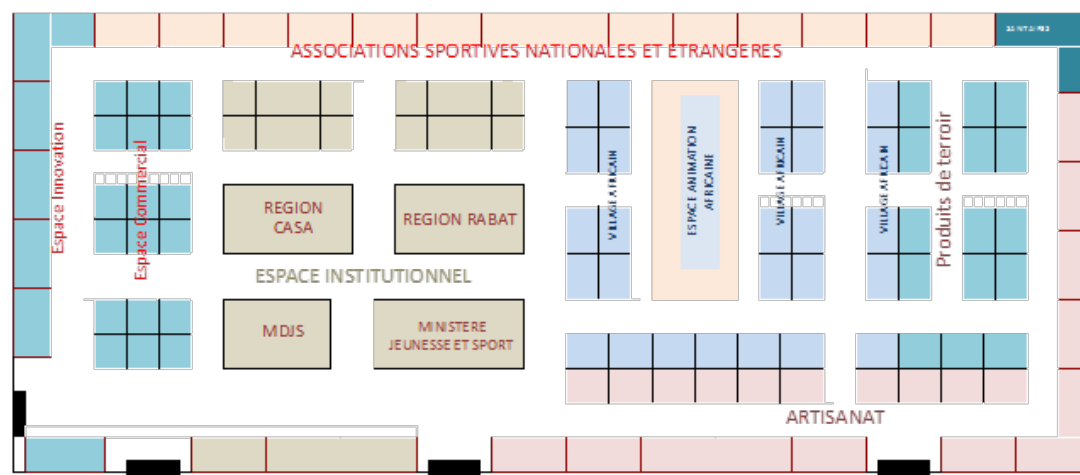 SANITAIRES
ASSOCIATIONS SPORTIVES NATIONALES ET ETRANGERES
Espace Innovation
Espace Commercial
REGION
CASA
REGION RABAT
ESPACE INSTITUTIONNEL
MDJS
MINISTERE
JEUNESSE ET SPORT
VILLAGE AFRICAIN
ESPACE ANIMATION
AFRICAINE
VILLAGE AFRICAIN
VILLAGE AFRICAIN
Produits de terroir
ARTISANAT